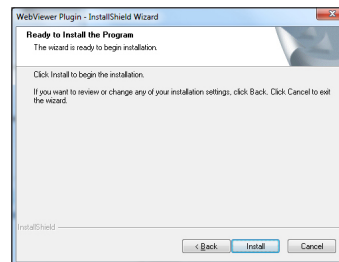 WebViewer Plugin - InstallShield Wizard
Ready to Install the Program
The wizard is ready to begin installation.
Click Install to begin the installation.
If you want to review or change any of your installation settings, click Back. Click Cancel to exit
the wizard.
InstallShield
< Back Install Cancel